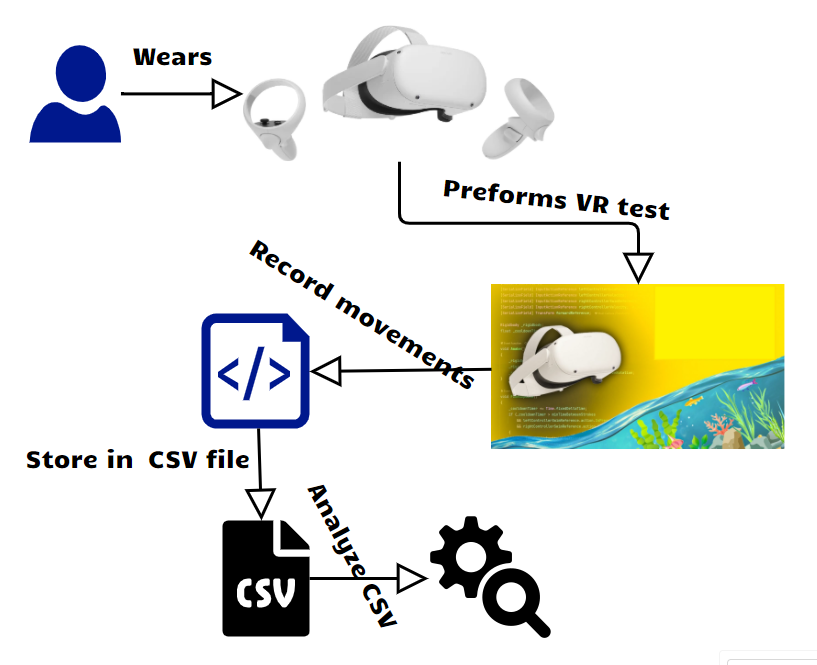 Wears
Preforms VR test
Record movements
</>
Store in CSV file
Analyze CSV
CSV